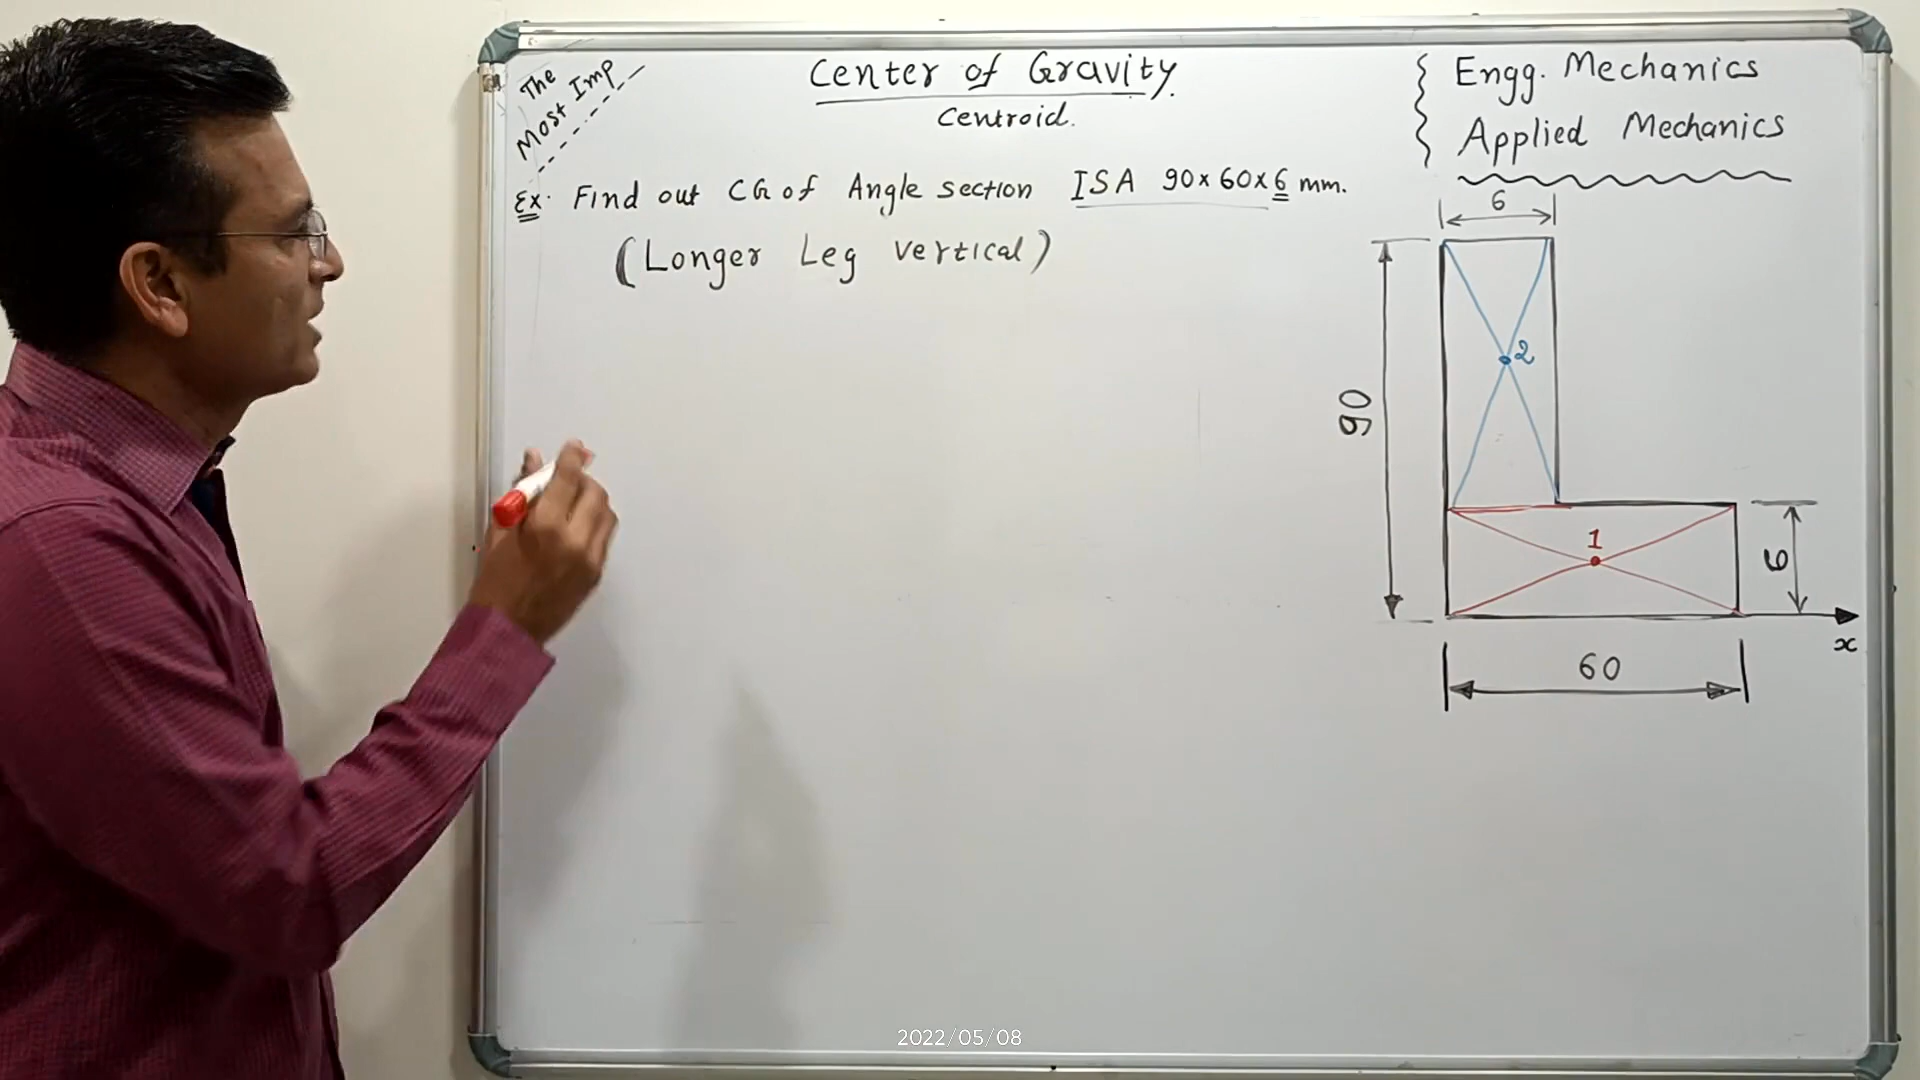 The
Most Imp
Center of Gravity
Centroid.
Engg. Mechanics
Applied Mechanics
Ex. Find out CG of Angle section ISA 90x60x6 mm.
(Longer Leg vertical)
6
90
2
1
6
x
60
2022/05/08